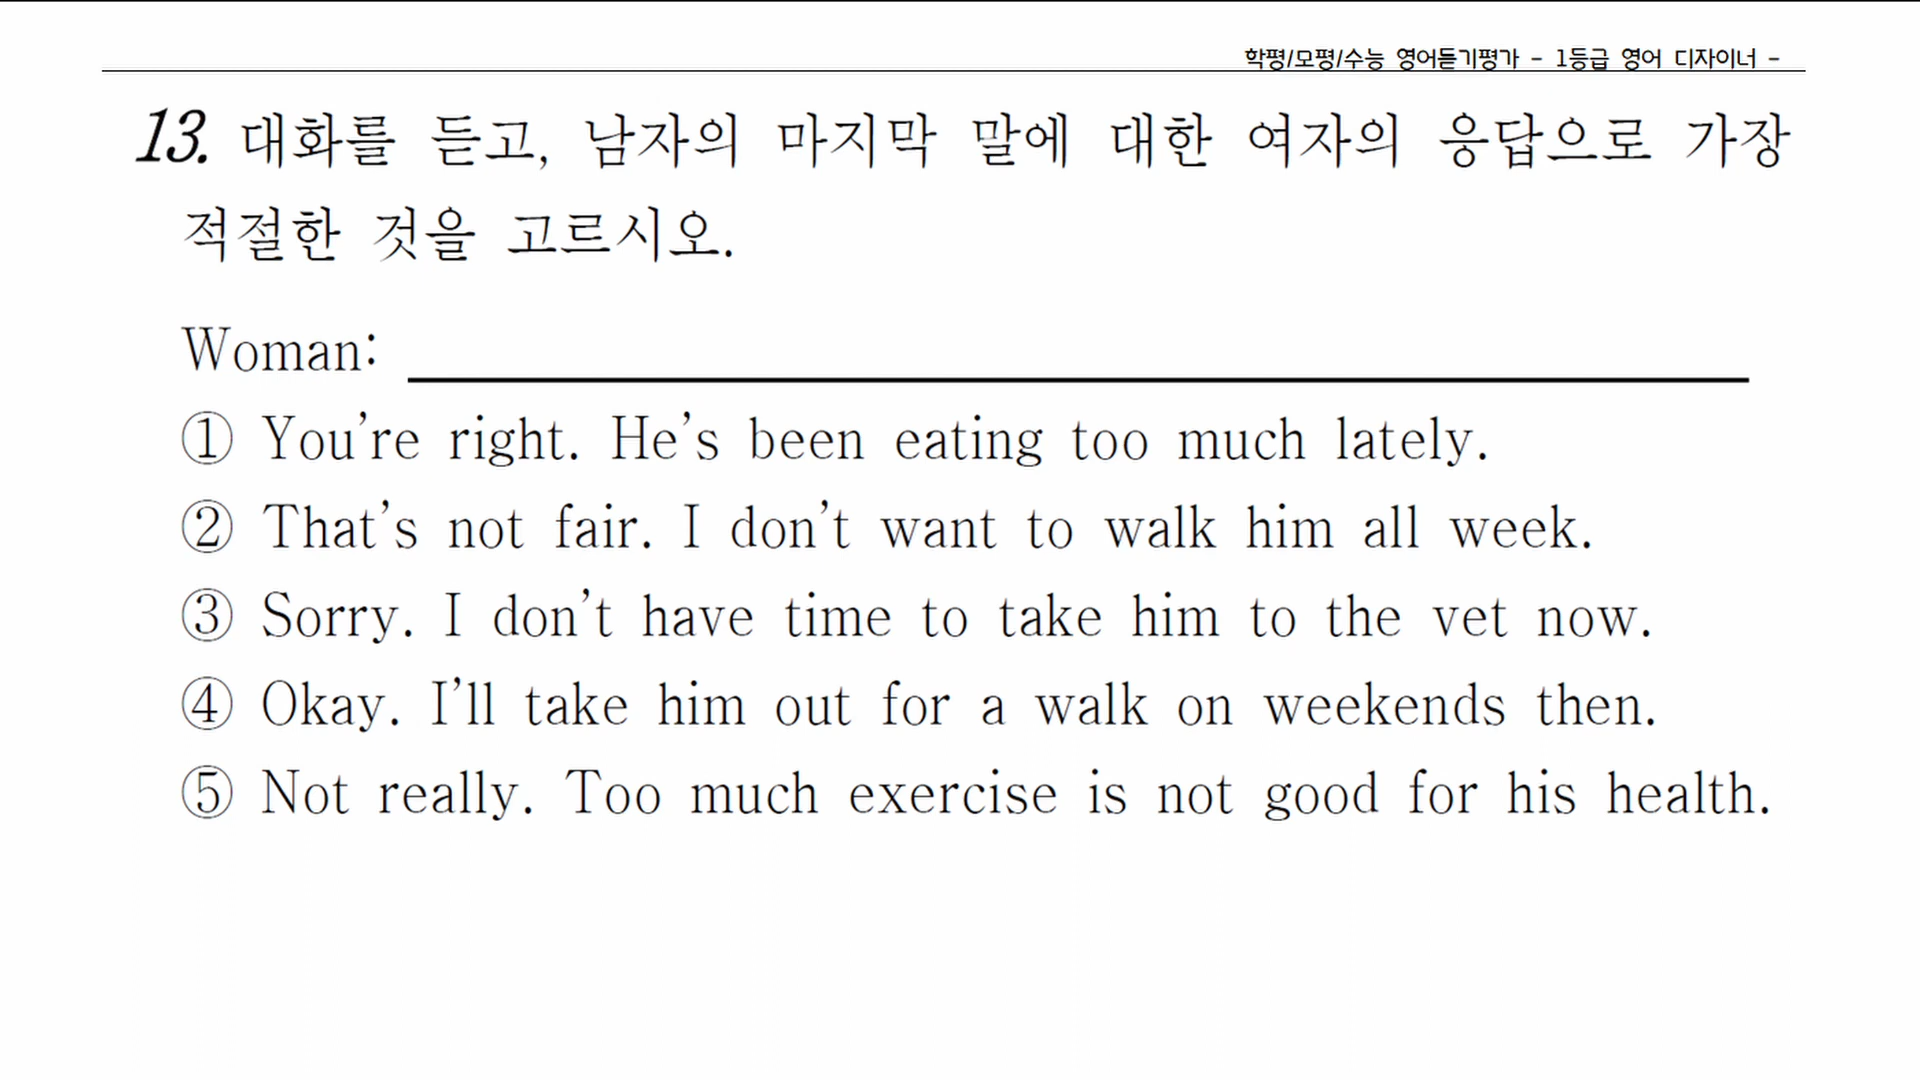 학평/모평/수능 영어듣기평가 - 1등급 영어 디자이너 -
13. 대화를 듣고, 남자의 마지막 말에 대한 여자의 응답으로 가장
적절한 것을 고르시오.
Woman:
① You're right. He's been eating too much lately.
② That's not fair. I don't want to walk him all week.
③ Sorry. I don't have time to take him to the vet now.
④ Okay. I'll take him out for a walk on weekends then.
⑤ Not really. Too much exercise is not good for his health.